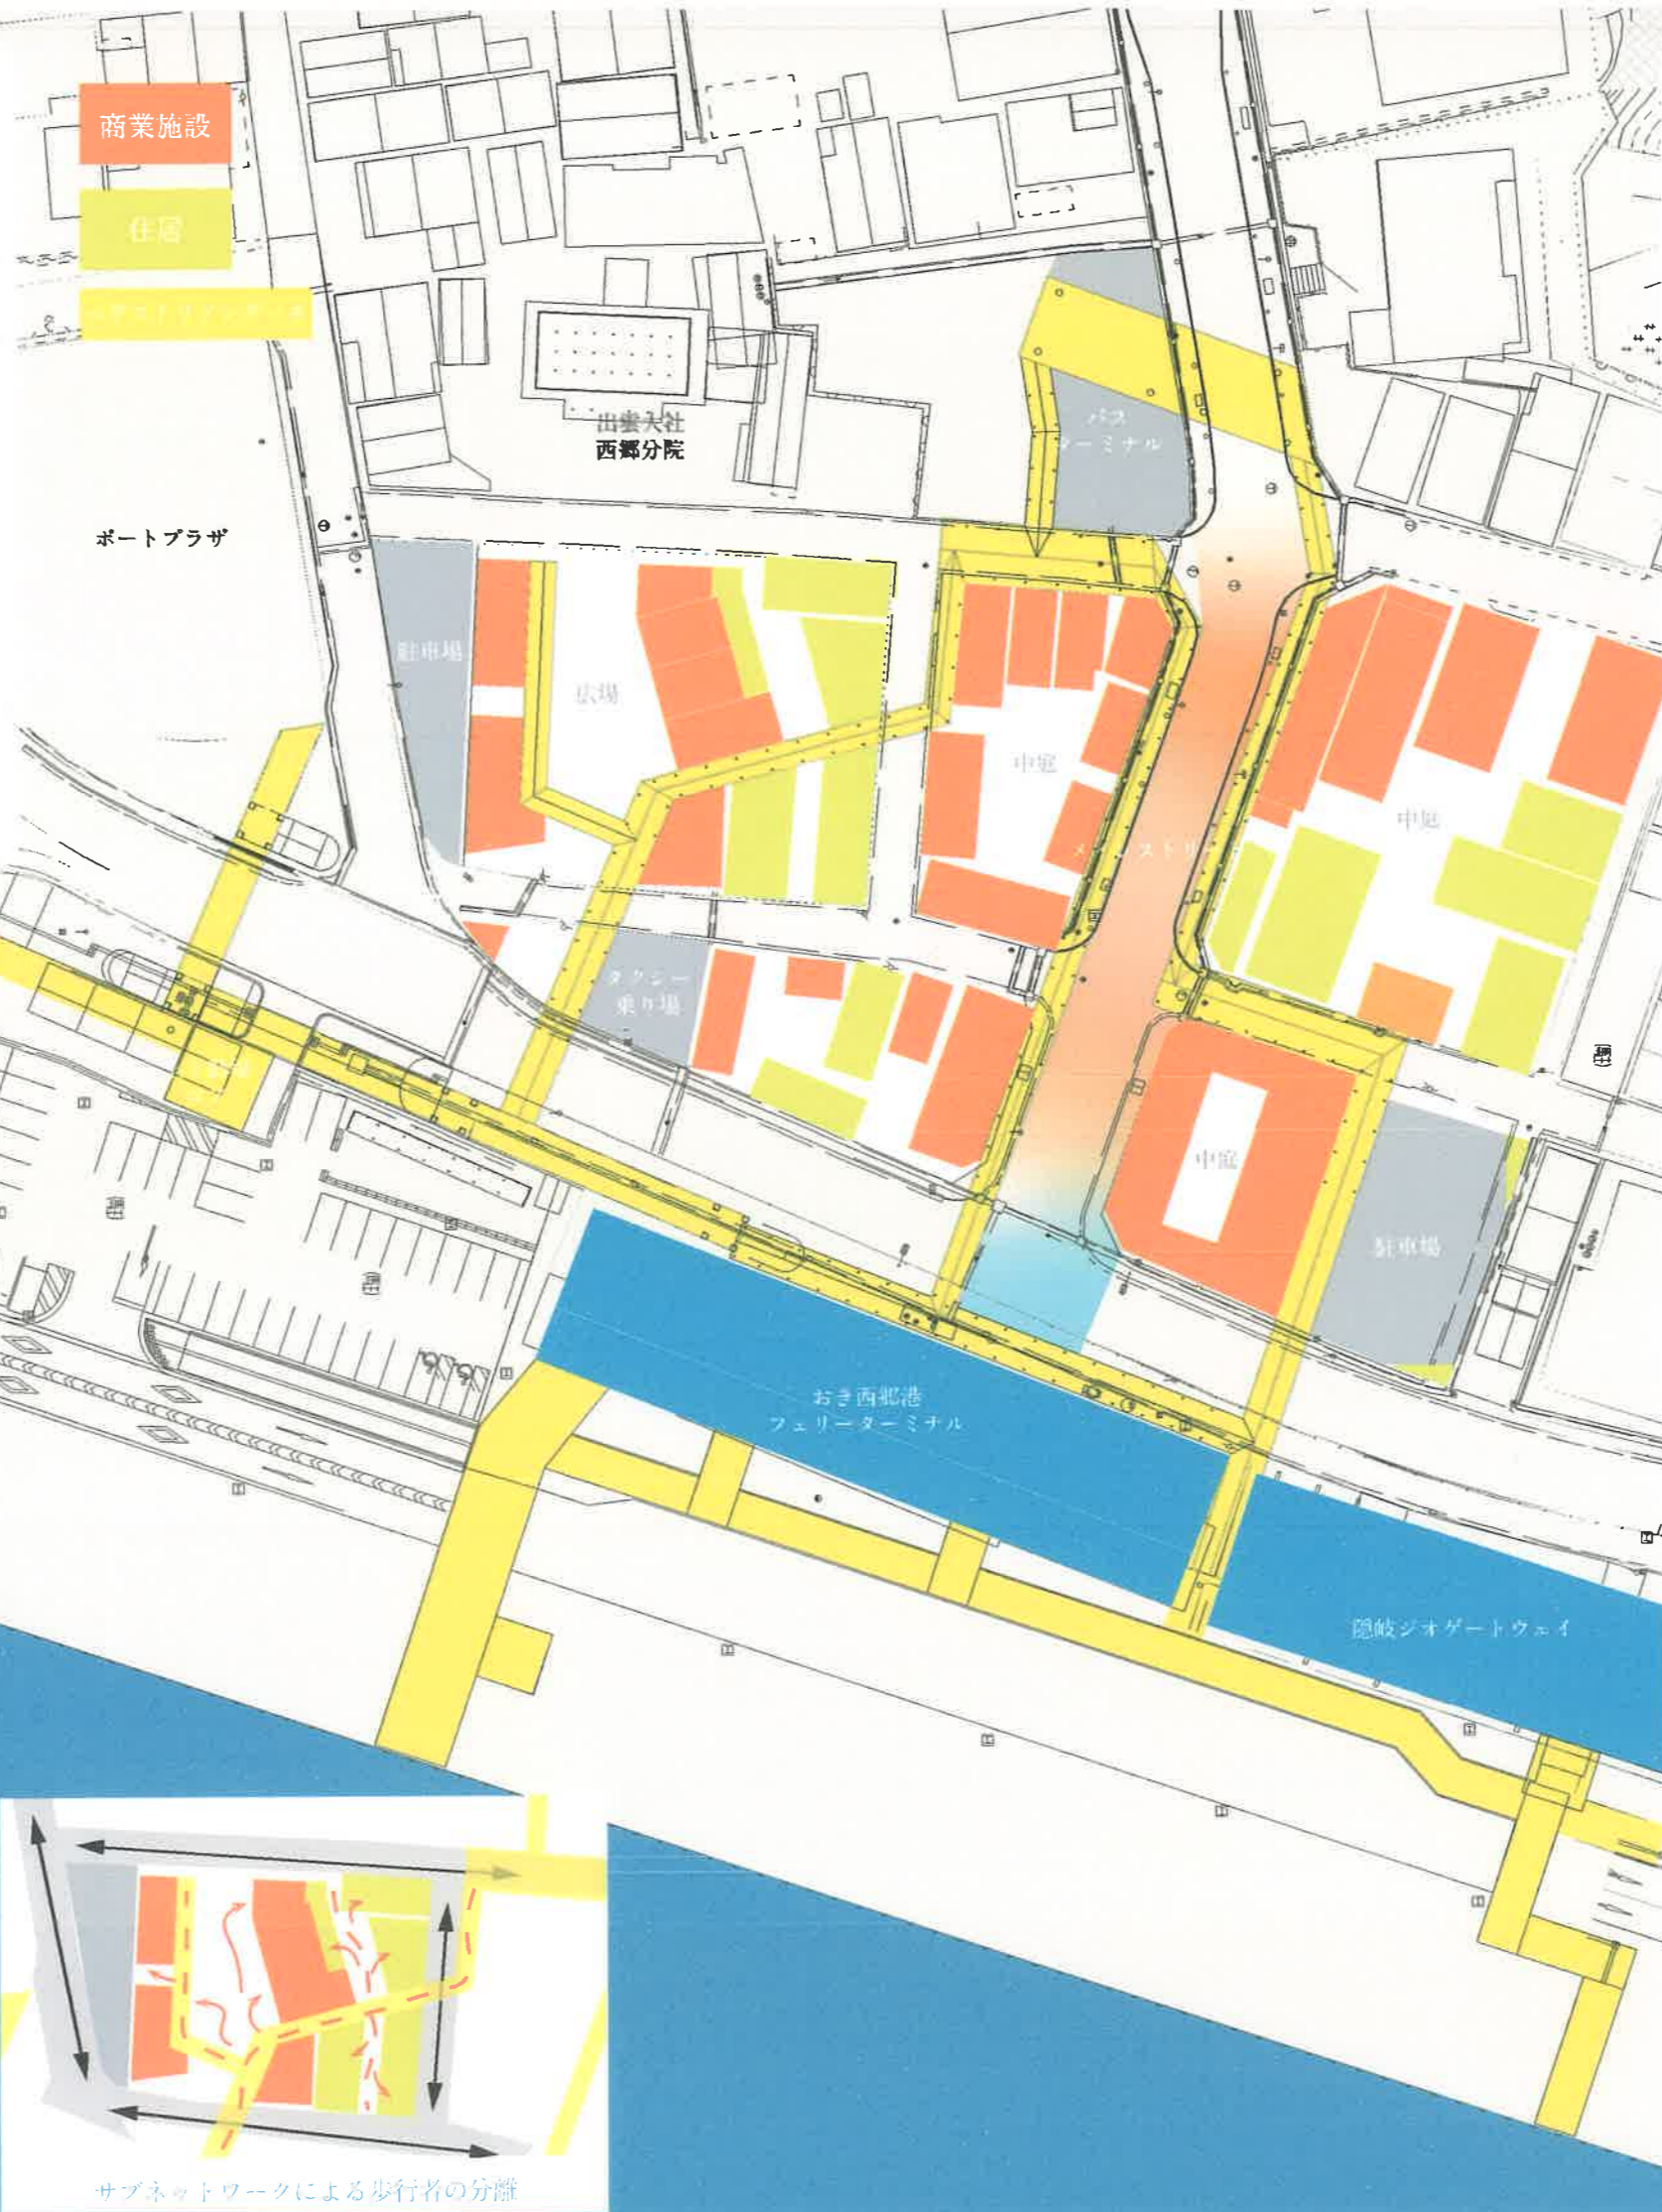 商業施設
住居
ペデストリアンデッキ
出雲大社
西郷分院
バス
ターミナル
ポートプラザ
駐車場
広場
中庭
中庭
メインストリート
タクシー
乗り場
中庭
駐車場
おき西郷港
フェリーターミナル
隠岐ジオゲートウェイ
サブネットワークによる歩行者の分離